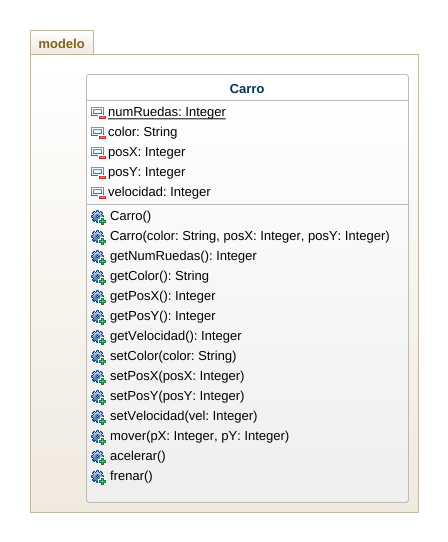 modelo
Carro
numRuedas: Integer
color: String
posX: Integer
posY: Integer
velocidad: Integer
Carro()
Carro(color: String, posX: Integer, posY: Integer)
getNumRuedas(): Integer
getColor(): String
getPosX(): Integer
getPosY(): Integer
getVelocidad(): Integer
setColor(color: String)
setPosX(posX: Integer)
setPosY(posY: Integer)
setVelocidad(vel: Integer)
mover(pX: Integer, pY: Integer)
acelerar()
frenar()